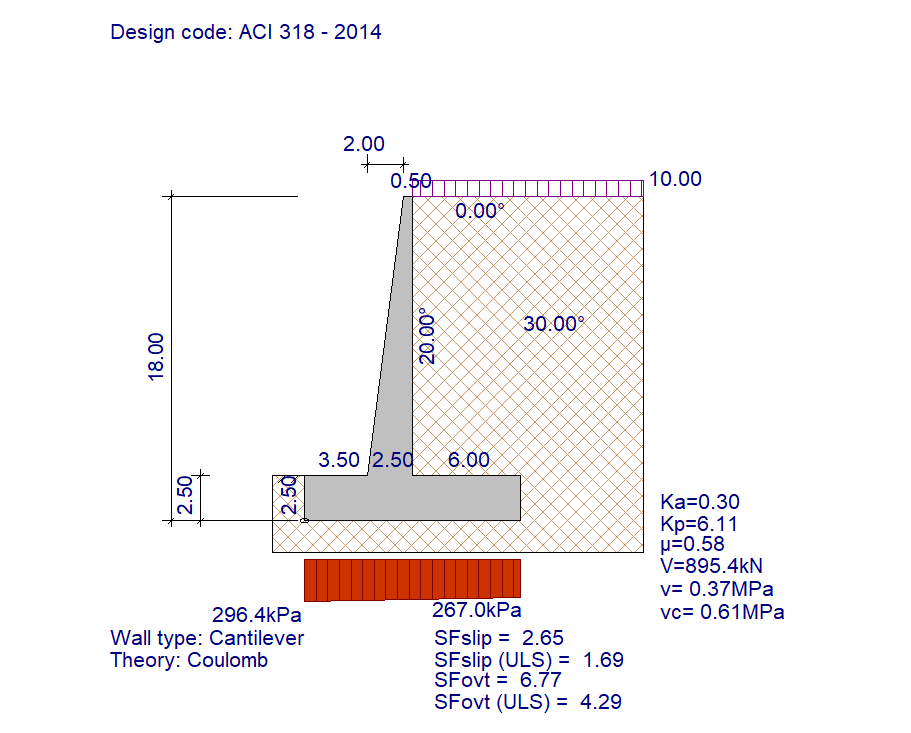 Design code: ACI 318 - 2014
2.00
0.50
10.00
0.00°
30.00°
20.00°
18.00
3.50
2.50
6.00
2.50
2.50
Ka=0.30
Kp=6.11
µ=0.58
V=895.4kN
v= 0.37MPa
vc= 0.61MPa
296.4kPa
267.0kPa
Wall type: Cantilever
Theory: Coulomb
SFslip = 2.65
SFslip (ULS) = 1.69
SFovt = 6.77
SFovt (ULS) = 4.29